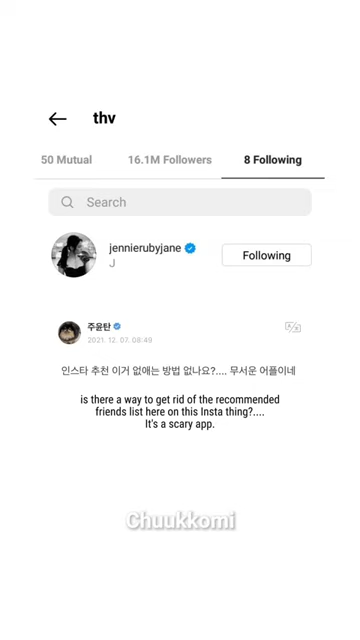 thv
50 Mutual 16.1M Followers 8 Following
Search
jennierubyjane
J
Following
주윤탄
2021. 12. 07. 08:49
인스타 추천 이거 없애는 방법 없나요?.... 무서운 어플이네
is there a way to get rid of the recommended
friends list here on this Insta thing?....
It's a scary app.
Chuukkomi